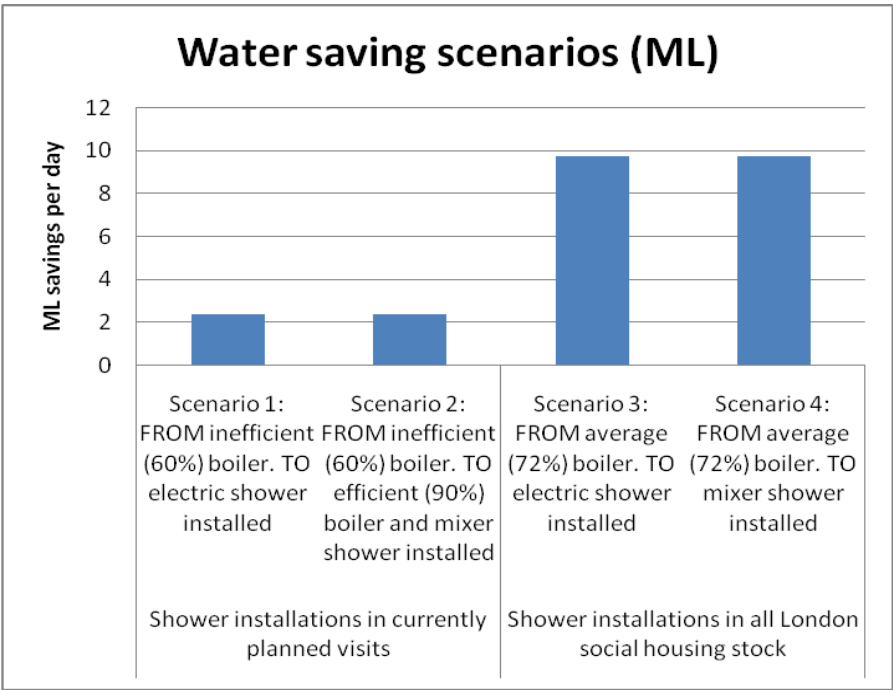 Water saving scenarios (ML)
ML savings per day
12
10
8
6
4
2
0
Scenario 1:
FROM inefficient
(60%) boiler. TO
electric shower
installed
Scenario 2:
FROM inefficient
(60%) boiler. TO
efficient (90%)
boiler and mixer
shower installed
Scenario 3:
FROM average
(72%) boiler. TO
electric shower
installed
Scenario 4:
FROM average
(72%) boiler. TO
mixer shower
installed
Shower installations in currently
planned visits
Shower installations in all London
social housing stock